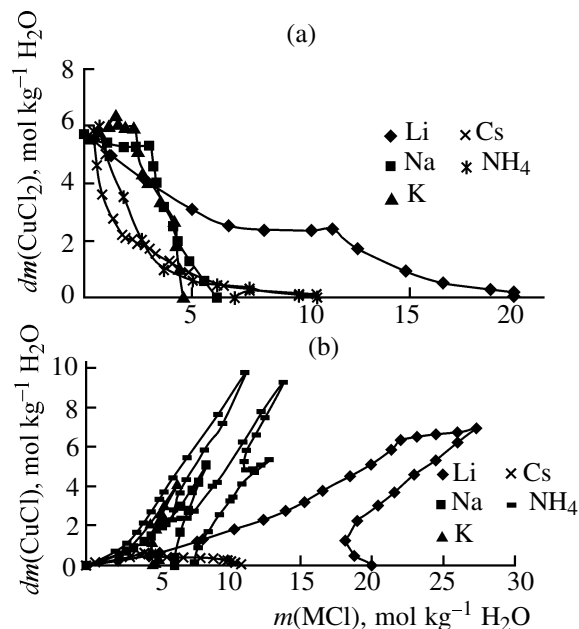 (a)
dm(CuCl₂), mol kg⁻¹ H₂O
8
6
4
2
0
5
10
15
20
Li
Cs
Na
NH₄
K
(b)
dm(CuCl), mol kg⁻¹ H₂O
10
8
6
4
2
0
0
5
10
15
20
25
30
Li
Cs
Na
NH₄
K
m(MCl), mol kg⁻¹ H₂O